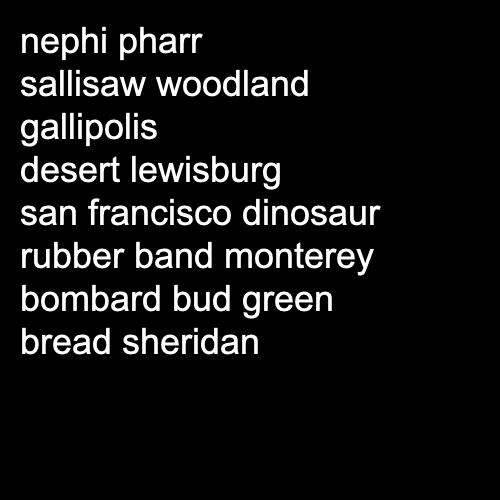 nephi pharr
sallisaw woodland
gallipolis
desert lewisburg
san francisco dinosaur
rubber band monterey
bombard bud green
bread sheridan